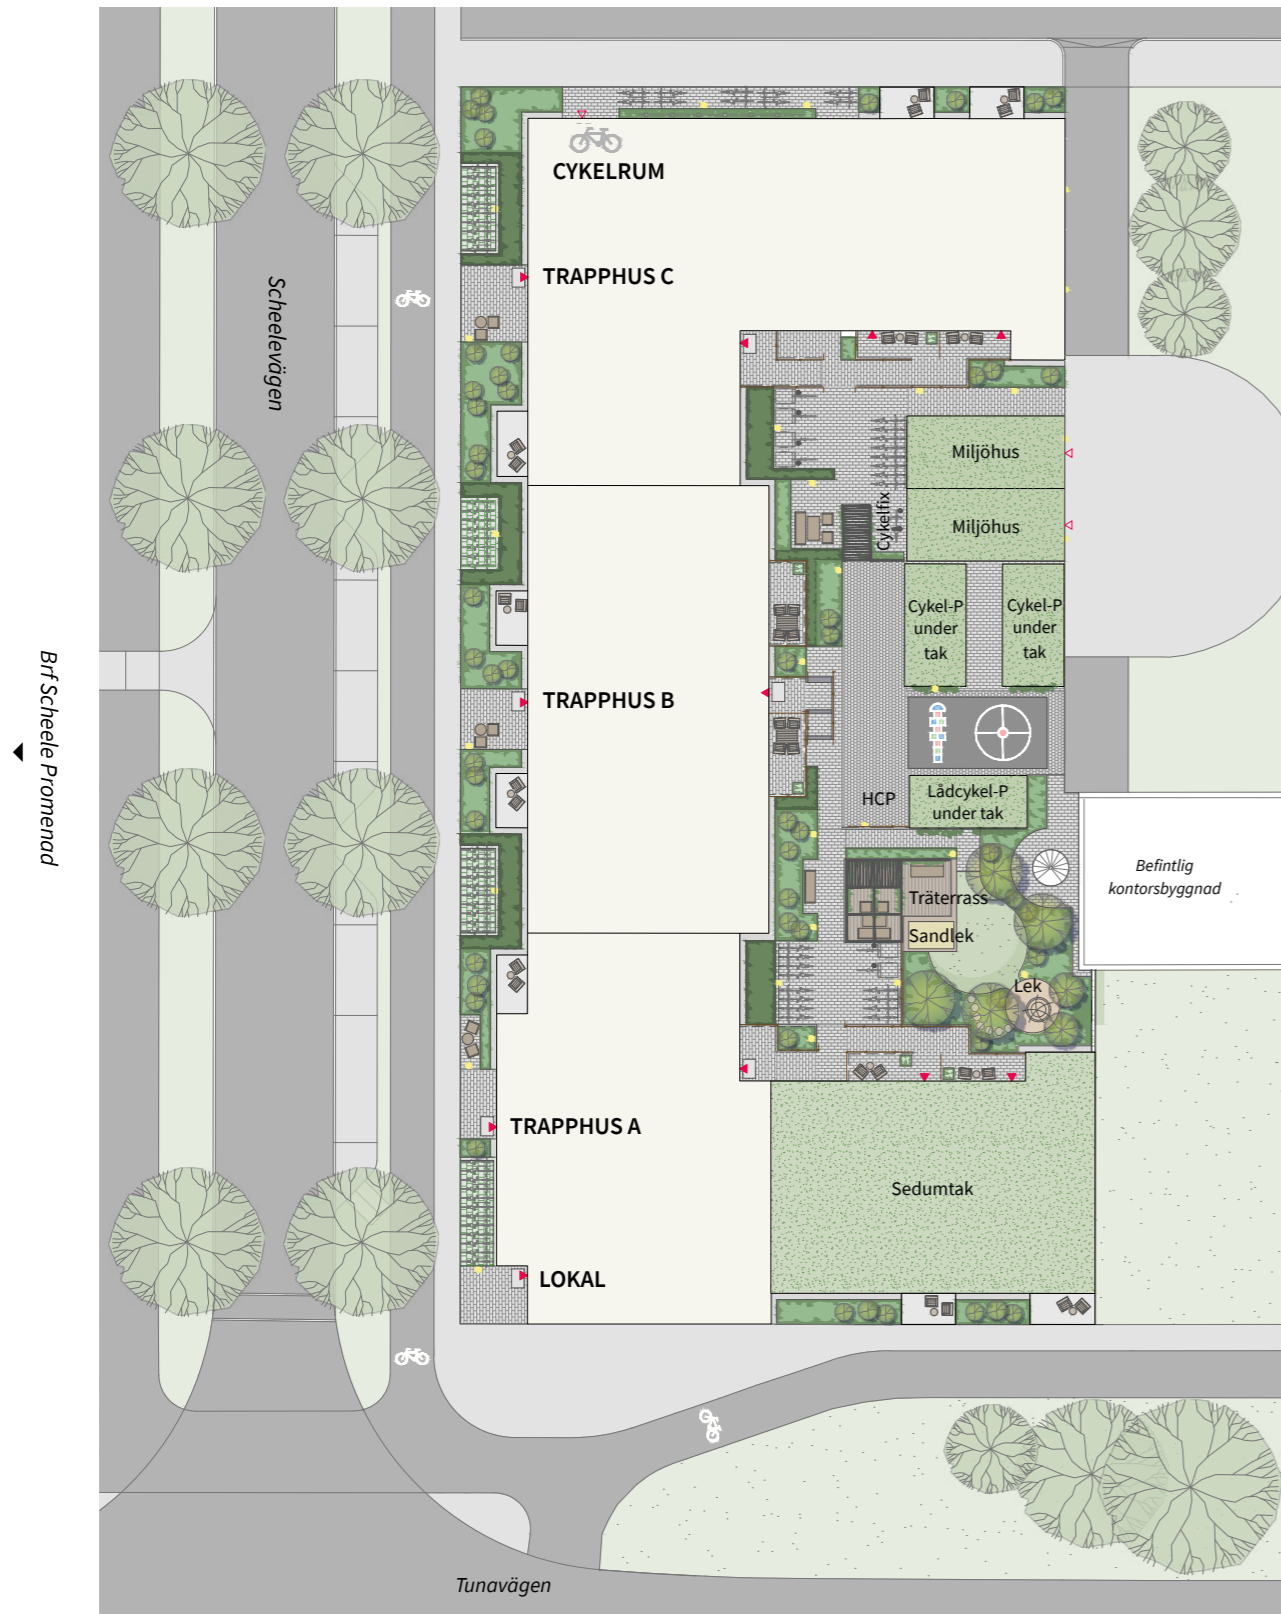 CYKELRUM
TRAPPHUS C
Scheelevägen
Miljöhus
Cykelfix
Miljöhus
Cykel-P
under
tak
Cykel-P
under
tak
Brf Scheele Promenad
TRAPPHUS B
HCP
Lådcykel-P
under tak
Befintlig
kontorsbyggnad
Träterrass
Sandlek
Lek
TRAPPHUS A
Sedumtak
LOKAL
Tunavägen